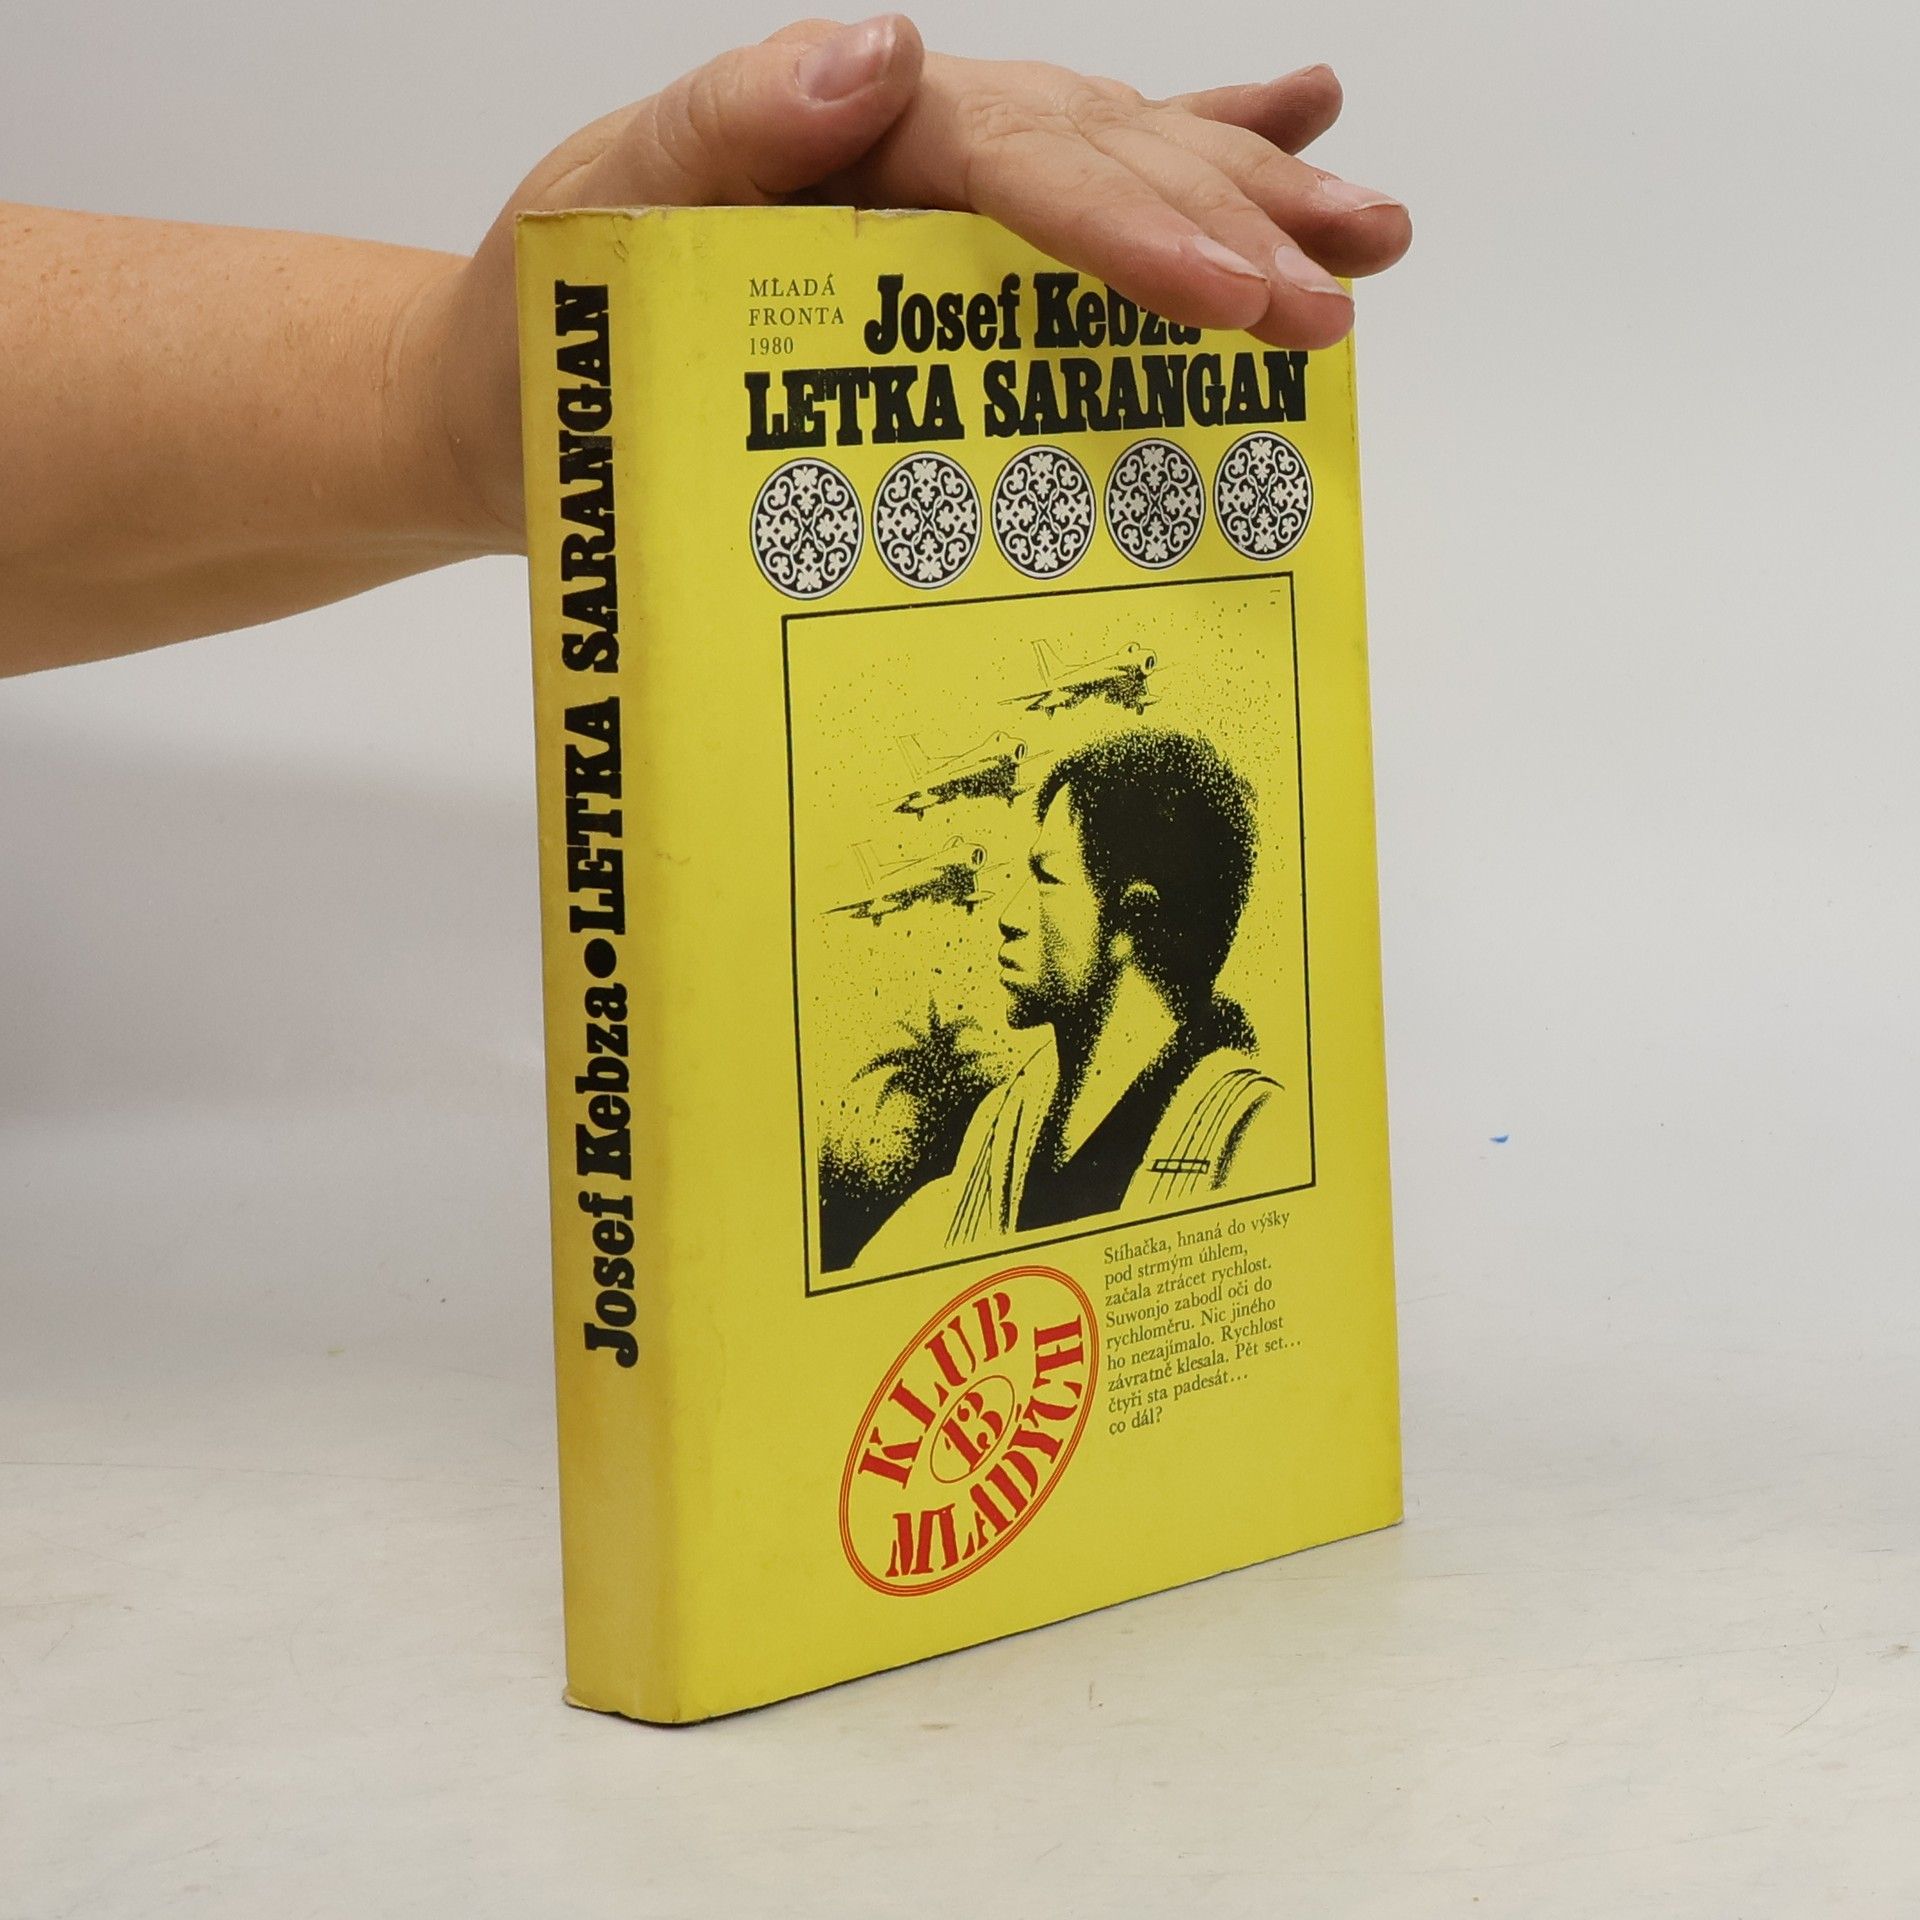 Josef Kebza • LETKA SARANGAN
MLADÁ
FRONTA
1980
Josef Kebza
LETKA SARANGAN
Stíhačka, hnaná do výšky
pod strmým úhlem,
začala ztrácet rychlost.
Suwonjo zabodl oči do
rychloměru. Nic jiného
ho nezajímalo. Rychlost
závratně klesala. Pět set...
čtyři sta padesát...
co dál?
KLUB
13
MLADÝCH